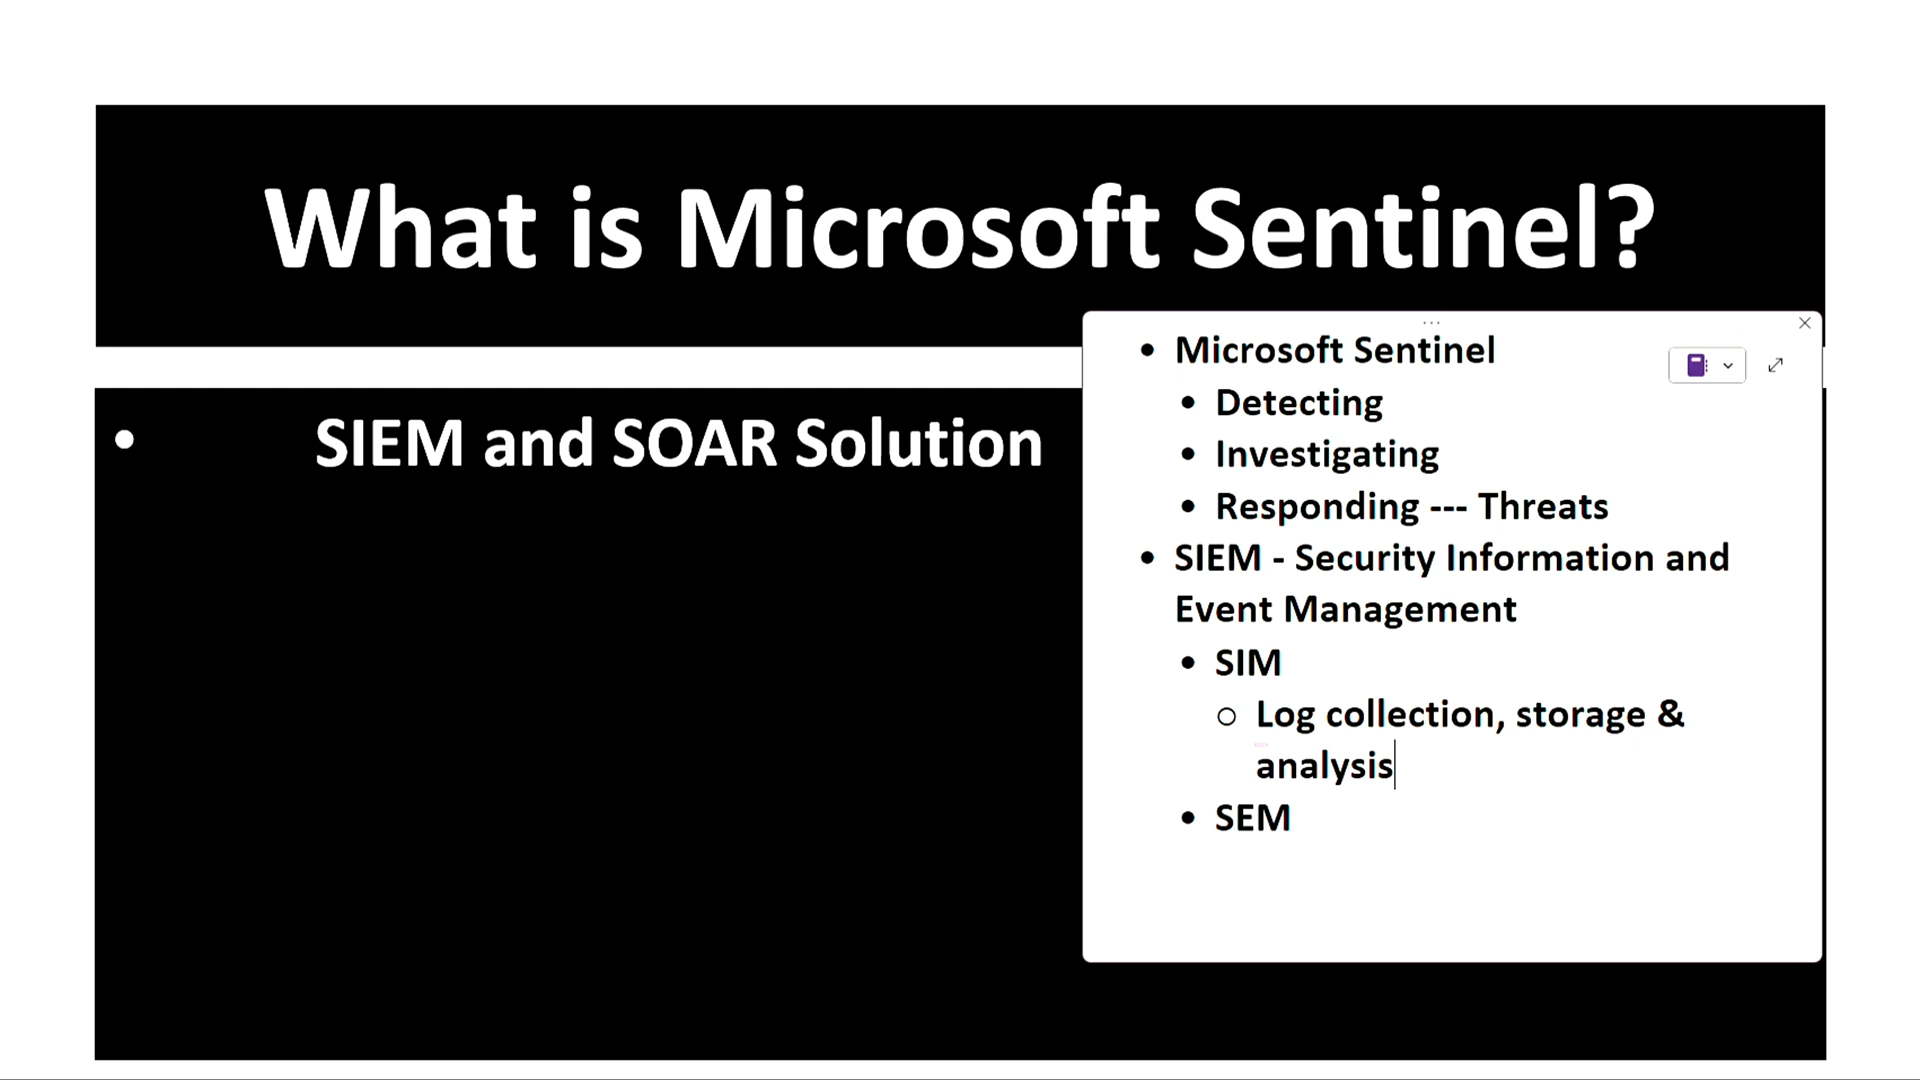 What is Microsoft Sentinel?
• SIEM and SOAR Solution
• Microsoft Sentinel
• Detecting
• Investigating
• Responding --- Threats
• SIEM - Security Information and
Event Management
• SIM
○ Log collection, storage &
analysis
• SEM